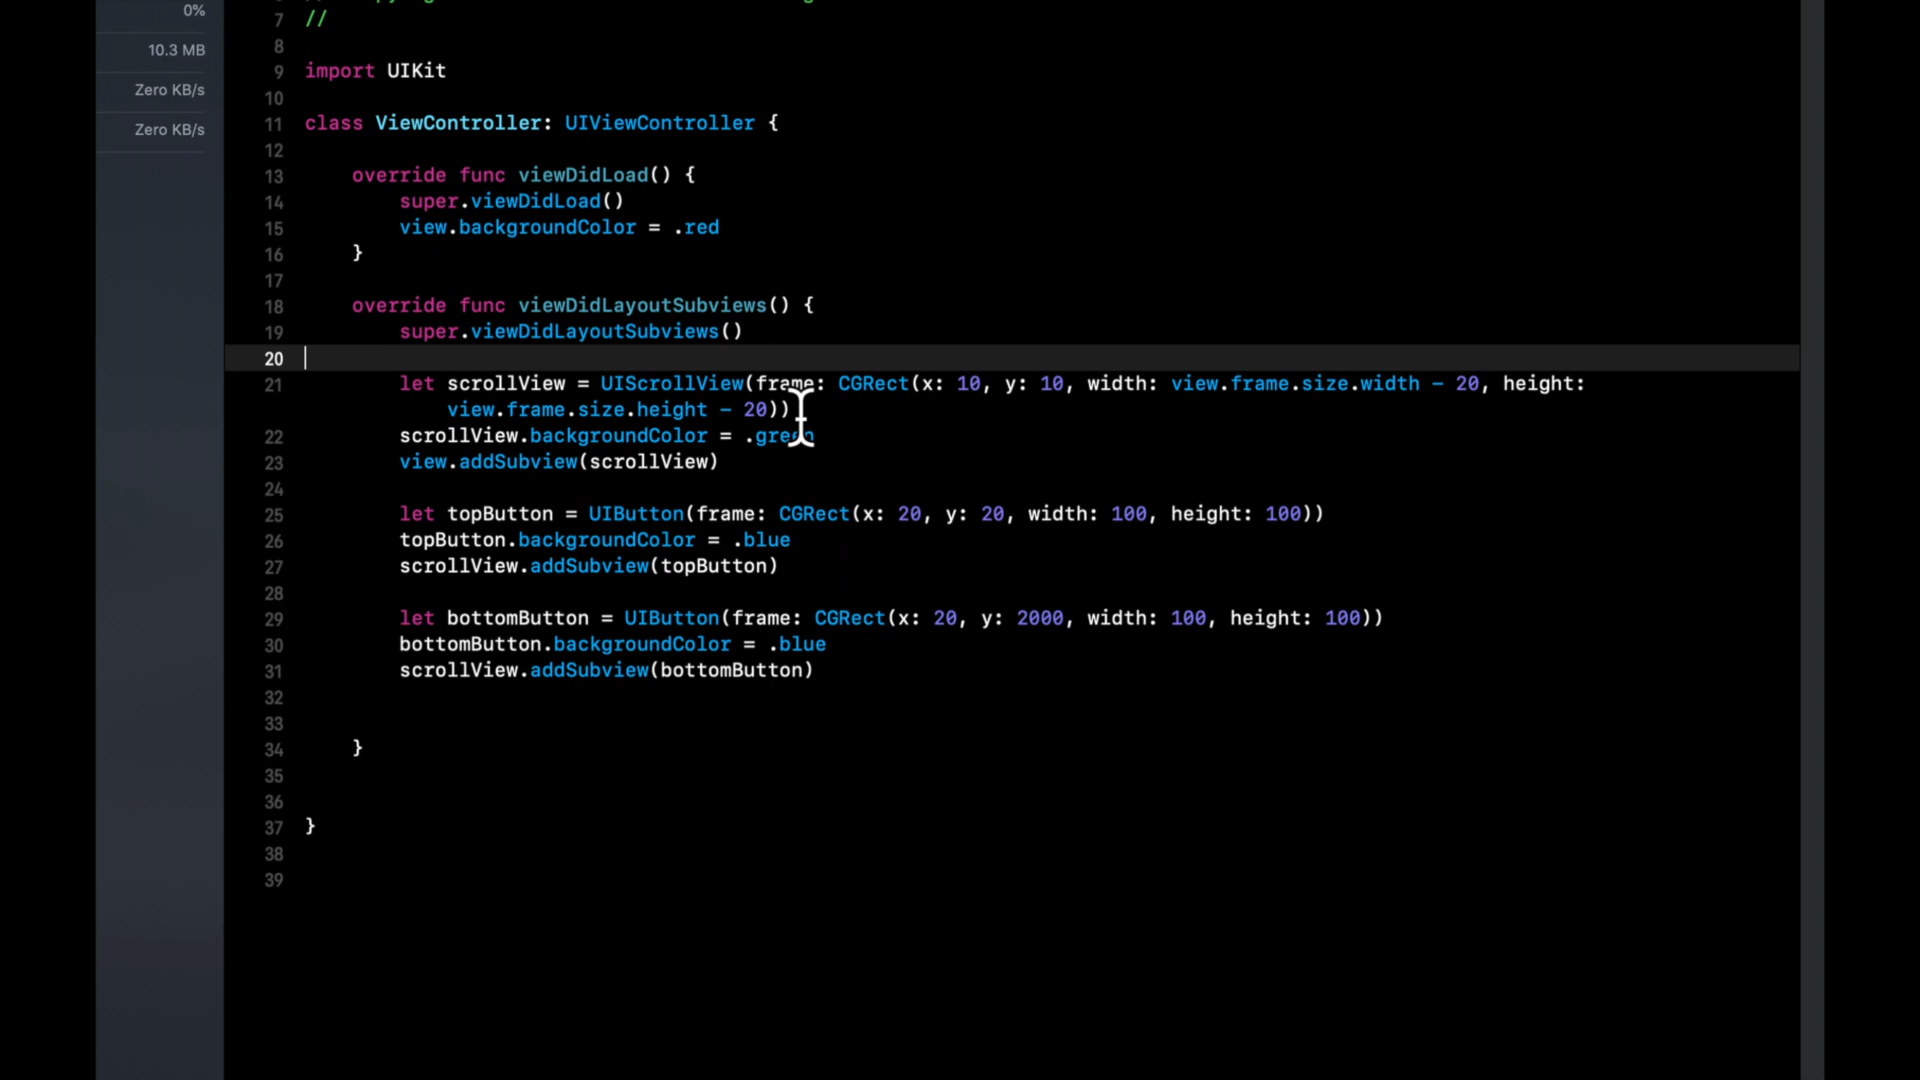 0%
10.3 MB
Zero KB/s
Zero KB/s
7 //
8
9 import UIKit
10
11 class ViewController: UIViewController {
12
13 override func viewDidLoad() {
14 super.viewDidLoad()
15 view.backgroundColor = .red
16 }
17
18 override func viewDidLayoutSubviews() {
19 super.viewDidLayoutSubviews()
20
21 let scrollView = UIScrollView(frame: CGRect(x: 10, y: 10, width: view.frame.size.width - 20, height:
view.frame.size.height - 20))
22 scrollView.backgroundColor = .green
23 view.addSubview(scrollView)
24
25 let topButton = UIButton(frame: CGRect(x: 20, y: 20, width: 100, height: 100))
26 topButton.backgroundColor = .blue
27 scrollView.addSubview(topButton)
28
29 let bottomButton = UIButton(frame: CGRect(x: 20, y: 2000, width: 100, height: 100))
30 bottomButton.backgroundColor = .blue
31 scrollView.addSubview(bottomButton)
32
33
34 }
35
36
37 }
38
39